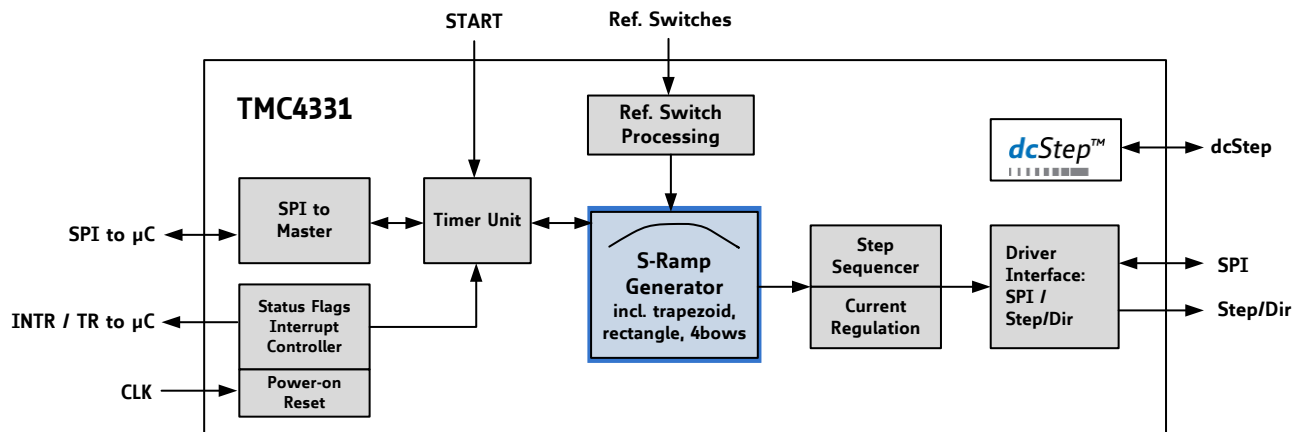 START
Ref. Switches
TMC4331
Ref. Switch
Processing
dcStep™
dcStep
SPI to
Master
Timer Unit
SPI to µC
S-Ramp
Generator
incl. trapezoid,
rectangle, 4bows
Step
Sequencer
Current
Regulation
Driver
Interface:
SPI /
Step/Dir
SPI
Step/Dir
Status Flags
Interrupt
Controller
INTR / TR to µC
Power-on
Reset
CLK